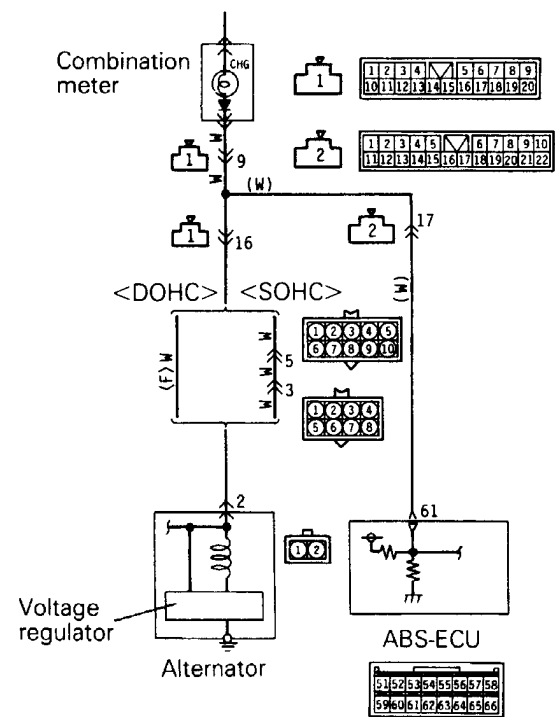 Combination
meter
CHG
1
1 2 3 4 5 6 7 8 9
10 11 12 13 14 15 16 17 18 19 20
W
1
9
2
1 2 3 4 5 6 7 8 9 10
11 12 13 14 15 16 17 18 19 20 21 22
W
(W)
1
16
2
17
(W)
<DOHC> <SOHC>
<F> W
W
5
W
3
W
1 2 3 4 5
6 7 8 9 10
1 2 3 4
5 6 7 8
2
1 2
61
Voltage
regulator
Alternator
ABS-ECU
51 52 53 54 55 56 57 58
59 60 61 62 63 64 65 66